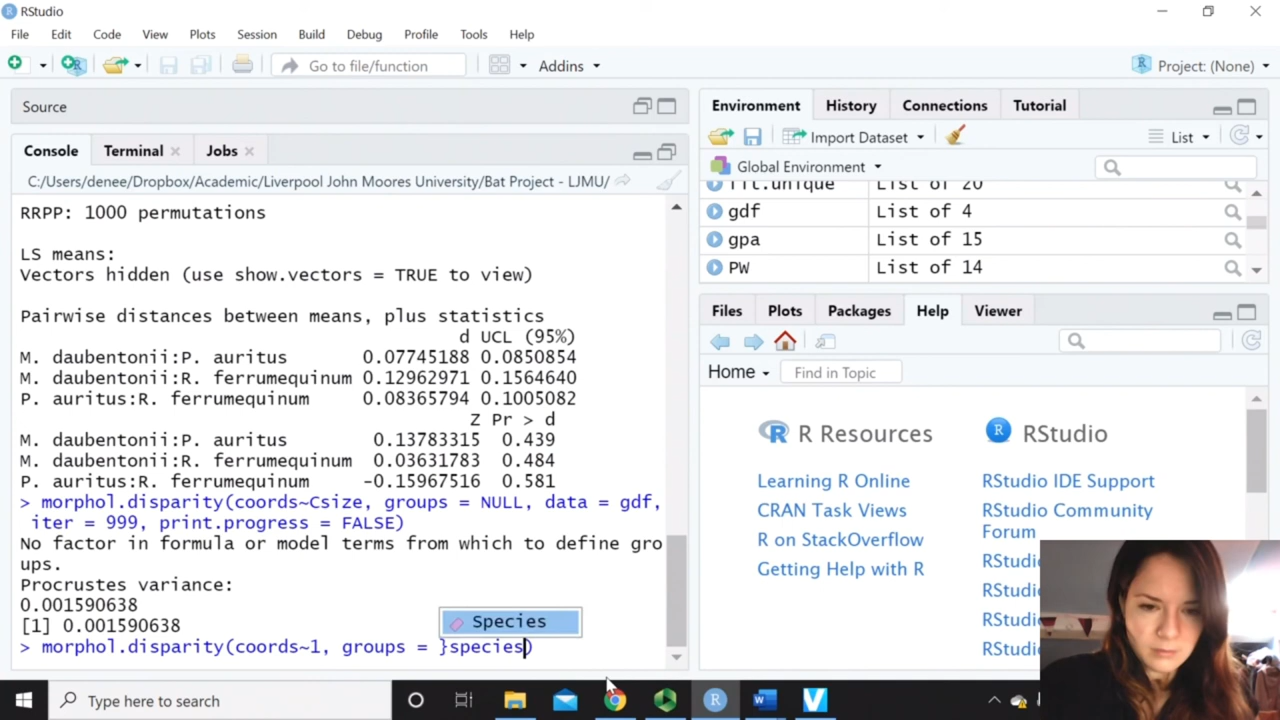 RStudio
File Edit Code View Plots Session Build Debug Profile Tools Help
Go to file/function
Addins
Project: (None)
Source
Console Terminal Jobs
C:/Users/denee/Dropbox/Academic/Liverpool John Moores University/Bat Project - LJMU/
RRPP: 1000 permutations
LS means:
Vectors hidden (use show.vectors = TRUE to view)
Pairwise distances between means, plus statistics
d UCL (95%)
M. daubentonii:P. auritus 0.07745188 0.0850854
M. daubentonii:R. ferrumequinum 0.12962971 0.1564640
P. auritus:R. ferrumequinum 0.08365794 0.1005082
Z Pr > d
M. daubentonii:P. auritus 0.13783315 0.439
M. daubentonii:R. ferrumequinum 0.03631783 0.484
P. auritus:R. ferrumequinum -0.15967516 0.581
> morphol.disparity(coords~Csize, groups = NULL, data = gdf,
iter = 999, print.progress = FALSE)
No factor in formula or model terms from which to define gro
ups.
Procrustes variance:
0.001590638
[1] 0.001590638
Species
> morphol.disparity(coords~1, groups = }species)
Environment History Connections Tutorial
Import Dataset
List
Global Environment
fit.unique List of 20
gdf List of 4
gpa List of 15
PW List of 14
Files Plots Packages Help Viewer
Home
Find in Topic
R Resources
Learning R Online
CRAN Task Views
R on StackOverflow
Getting Help with R
RStudio
RStudio IDE Support
RStudio Community
Forum
RStudi
RStudi
RStudi
RStudi
Type here to search